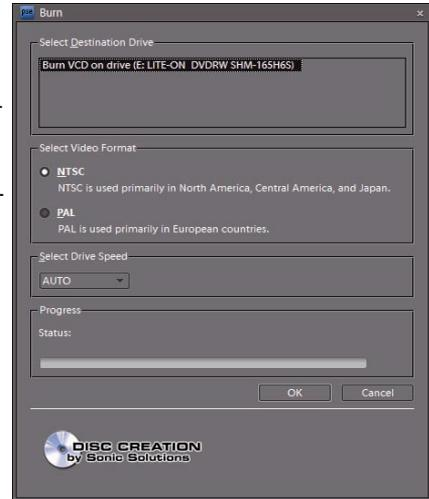 pse Burn x
Select Destination Drive
Burn VCD on drive (E: LITE-ON DVDRW SHM-165H6S)
Select Video Format
NTSC
NTSC is used primarily in North America, Central America, and Japan.
PAL
PAL is used primarily in European countries.
Select Drive Speed
AUTO
Progress
Status:
OK Cancel
DISC CREATION
by Sonic Solutions